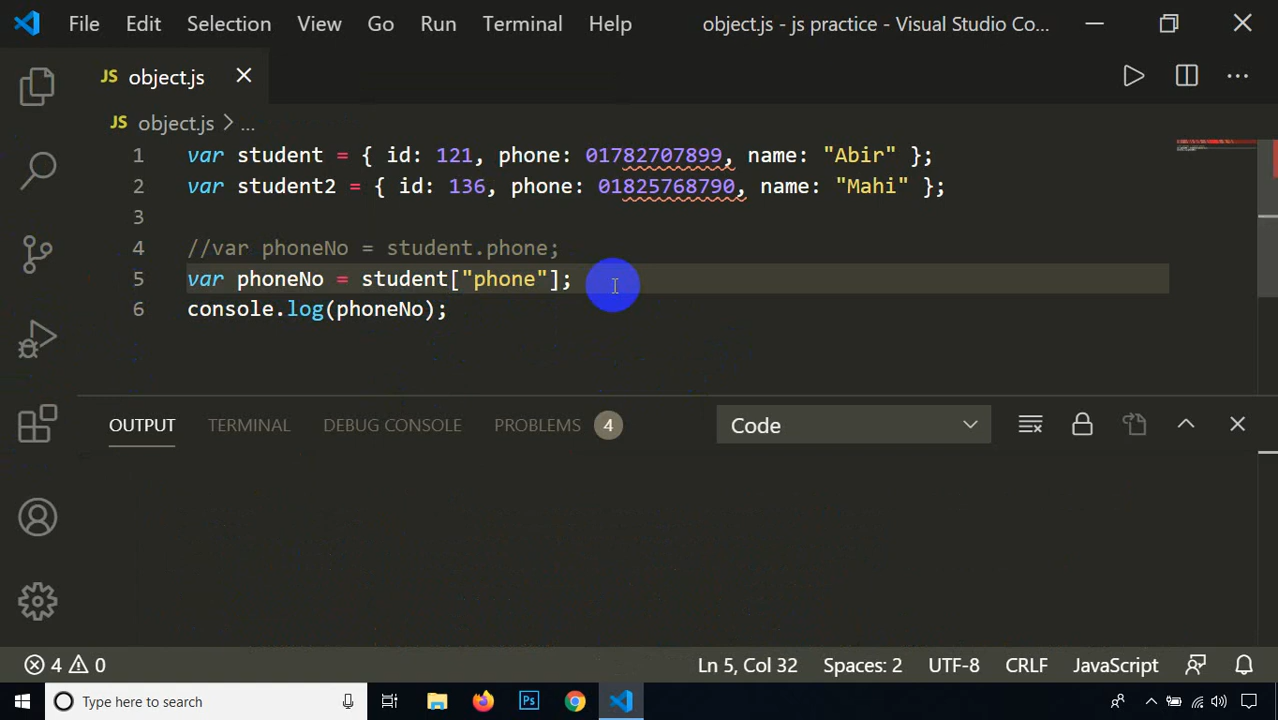 File Edit Selection View Go Run Terminal Help object.js - js practice - Visual Studio Co...
JS object.js
JS object.js > ...
1 var student = { id: 121, phone: 01782707899, name: "Abir" };
2 var student2 = { id: 136, phone: 01825768790, name: "Mahi" };
3
4 //var phoneNo = student.phone;
5 var phoneNo = student["phone"];
6 console.log(phoneNo);
OUTPUT TERMINAL DEBUG CONSOLE PROBLEMS 4 Code
4 0 Ln 5, Col 32 Spaces: 2 UTF-8 CRLF JavaScript
Type here to search Ps